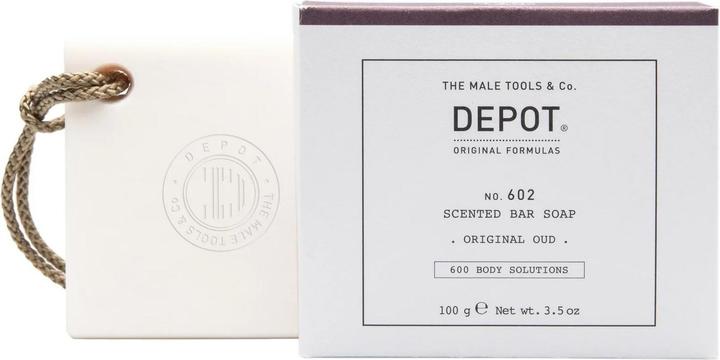 DEPOT
THE MALE TOOLS & Co.
THE MALE TOOLS & Co.
DEPOT®
ORIGINAL FORMULAS
NO. 602
SCENTED BAR SOAP
. ORIGINAL OUD .
600 BODY SOLUTIONS
100 g ℮ Net wt. 3.5 oz